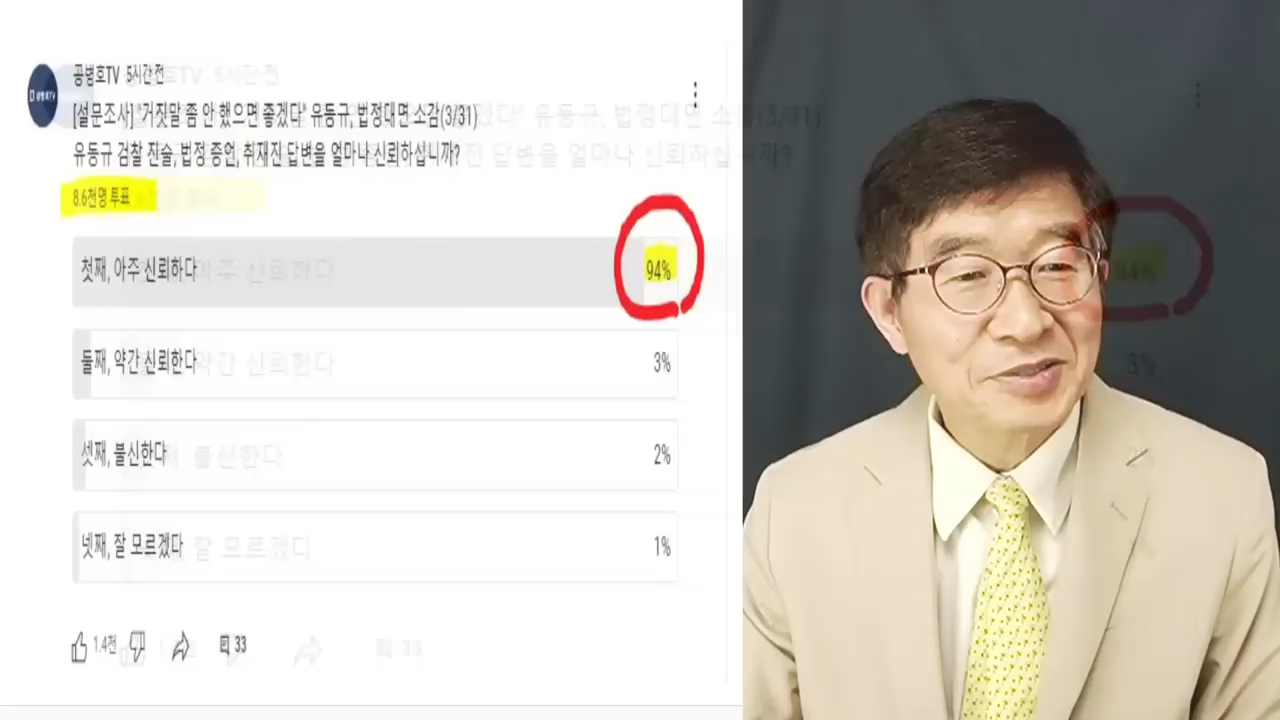 공병호TV 5시간 전
[설문조사] "거짓말 좀 안 했으면 좋겠다" 유동규, 법정대면 소감(3/31)
유동규 검찰 진술, 법정 증언, 취재진 답변을 얼마나 신뢰하십니까?
8.6천명 투표
첫째, 아주 신뢰하다
94%
둘째, 약간 신뢰한다
3%
셋째, 불신한다
2%
넷째, 잘 모르겠다
1%
1.4천
33